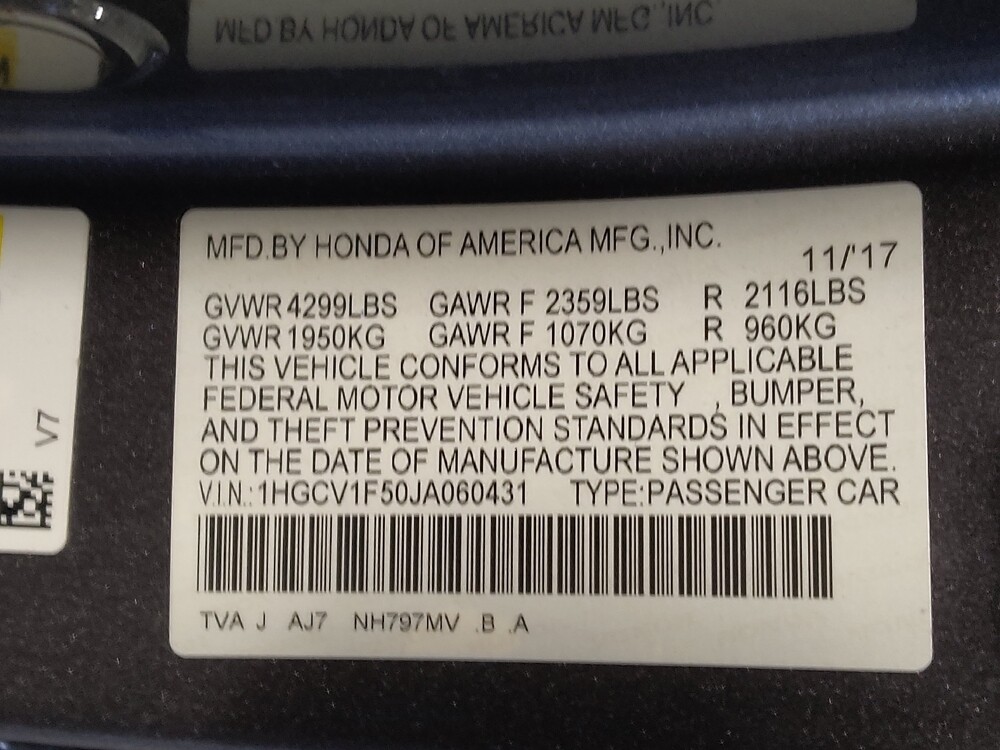 MFD BY HONDA OF AMERICA MFG.,INC
MFD.BY HONDA OF AMERICA MFG.,INC.
11/'17
GVWR 4299LBS GAWR F 2359LBS R 2116LBS
GVWR 1950KG GAWR F 1070KG R 960KG
THIS VEHICLE CONFORMS TO ALL APPLICABLE
FEDERAL MOTOR VEHICLE SAFETY , BUMPER,
AND THEFT PREVENTION STANDARDS IN EFFECT
ON THE DATE OF MANUFACTURE SHOWN ABOVE.
V.I.N.:1HGCV1F50JA060431 TYPE:PASSENGER CAR
TVA J AJ7 NH797MV .B .A
V7